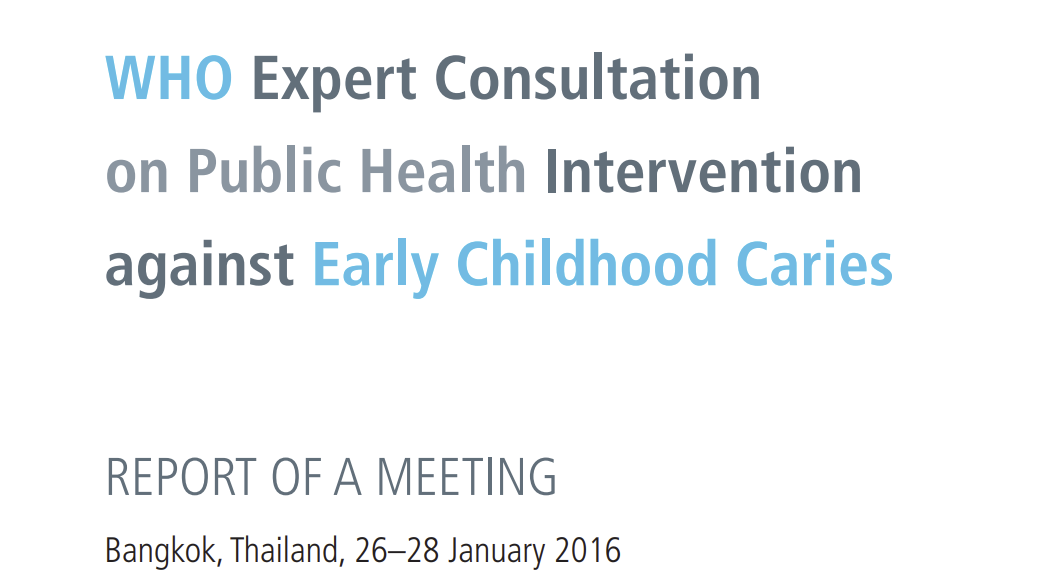 WHO Expert Consultation
on Public Health Intervention
against Early Childhood Caries
REPORT OF A MEETING
Bangkok, Thailand, 26–28 January 2016